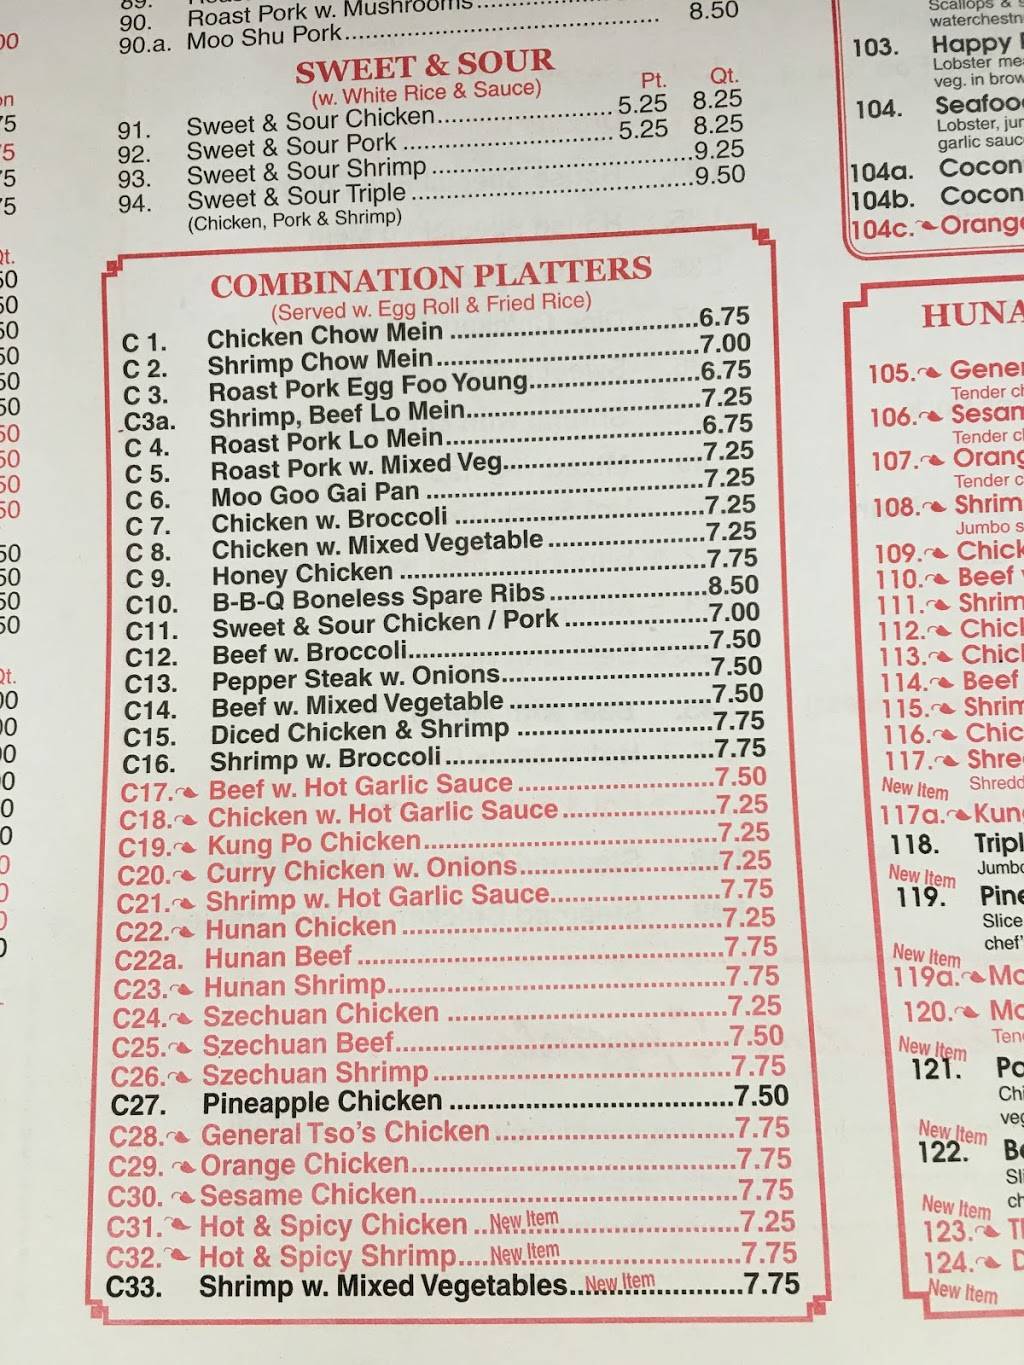 90. Roast Pork w. Mushrooms
90.a. Moo Shu Pork 8.50
SWEET & SOUR
(w. White Rice & Sauce) Pt. Qt.
91. Sweet & Sour Chicken 5.25 8.25
92. Sweet & Sour Pork 5.25 8.25
93. Sweet & Sour Shrimp 9.25
94. Sweet & Sour Triple 9.50
(Chicken, Pork & Shrimp)
COMBINATION PLATTERS
(Served w. Egg Roll & Fried Rice)
C 1. Chicken Chow Mein 6.75
C 2. Shrimp Chow Mein 7.00
C 3. Roast Pork Egg Foo Young 6.75
C3a. Shrimp, Beef Lo Mein 7.25
C 4. Roast Pork Lo Mein 6.75
C 5. Roast Pork w. Mixed Veg. 7.25
C 6. Moo Goo Gai Pan 7.25
C 7. Chicken w. Broccoli 7.25
C 8. Chicken w. Mixed Vegetable 7.25
C 9. Honey Chicken 7.75
C10. B-B-Q Boneless Spare Ribs 8.50
C11. Sweet & Sour Chicken / Pork 7.00
C12. Beef w. Broccoli 7.50
C13. Pepper Steak w. Onions 7.50
C14. Beef w. Mixed Vegetable 7.50
C15. Diced Chicken & Shrimp 7.75
C16. Shrimp w. Broccoli 7.75
C17. Beef w. Hot Garlic Sauce 7.50
C18. Chicken w. Hot Garlic Sauce 7.25
C19. Kung Po Chicken 7.25
C20. Curry Chicken w. Onions 7.25
C21. Shrimp w. Hot Garlic Sauce 7.75
C22. Hunan Chicken 7.25
C22a. Hunan Beef 7.75
C23. Hunan Shrimp 7.75
C24. Szechuan Chicken 7.25
C25. Szechuan Beef 7.50
C26. Szechuan Shrimp 7.75
C27. Pineapple Chicken 7.50
C28. General Tso's Chicken 7.75
C29. Orange Chicken 7.75
C30. Sesame Chicken 7.75
C31. Hot & Spicy Chicken New Item 7.25
C32. Hot & Spicy Shrimp New Item 7.75
C33. Shrimp w. Mixed Vegetables New Item 7.75
103. Happy
Lobster
veg. in
104.
Lobster,
garlic
104a.
104b.
104c. Orange
105.
Tender
106.
Tender
107.
Tender
108.
Jumbo
109.
110. Beef
111.
112.
113.
114. Beef
115.
116.
117.
New Item
117a. Kung
118.
New Item
119.
Slice
chef'
New Item
119a.
120.
New Item
121.
New Item
122.
New Item
123.
124.
New Item